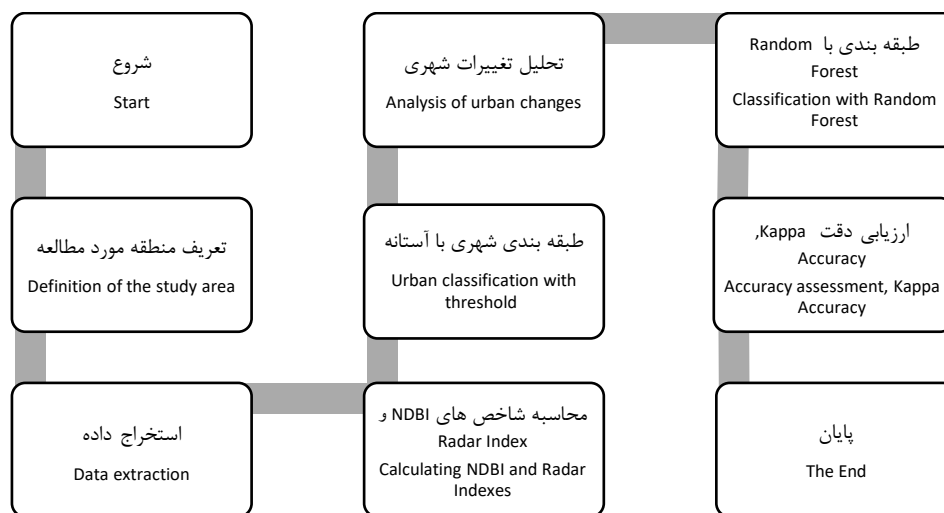 شروع
Start
تعریف منطقه مورد مطالعه
Definition of the study area
استخراج داده
Data extraction
محاسبه شاخص های NDBI و
Radar Index
Calculating NDBI and Radar
Indexes
طبقه بندی شهری با آستانه
Urban classification with
threshold
تحلیل تغییرات شهری
Analysis of urban changes
طبقه بندی با Random
Forest
Classification with Random
Forest
ارزیابی دقت Kappa,
Accuracy
Accuracy assessment, Kappa
Accuracy
پایان
The End